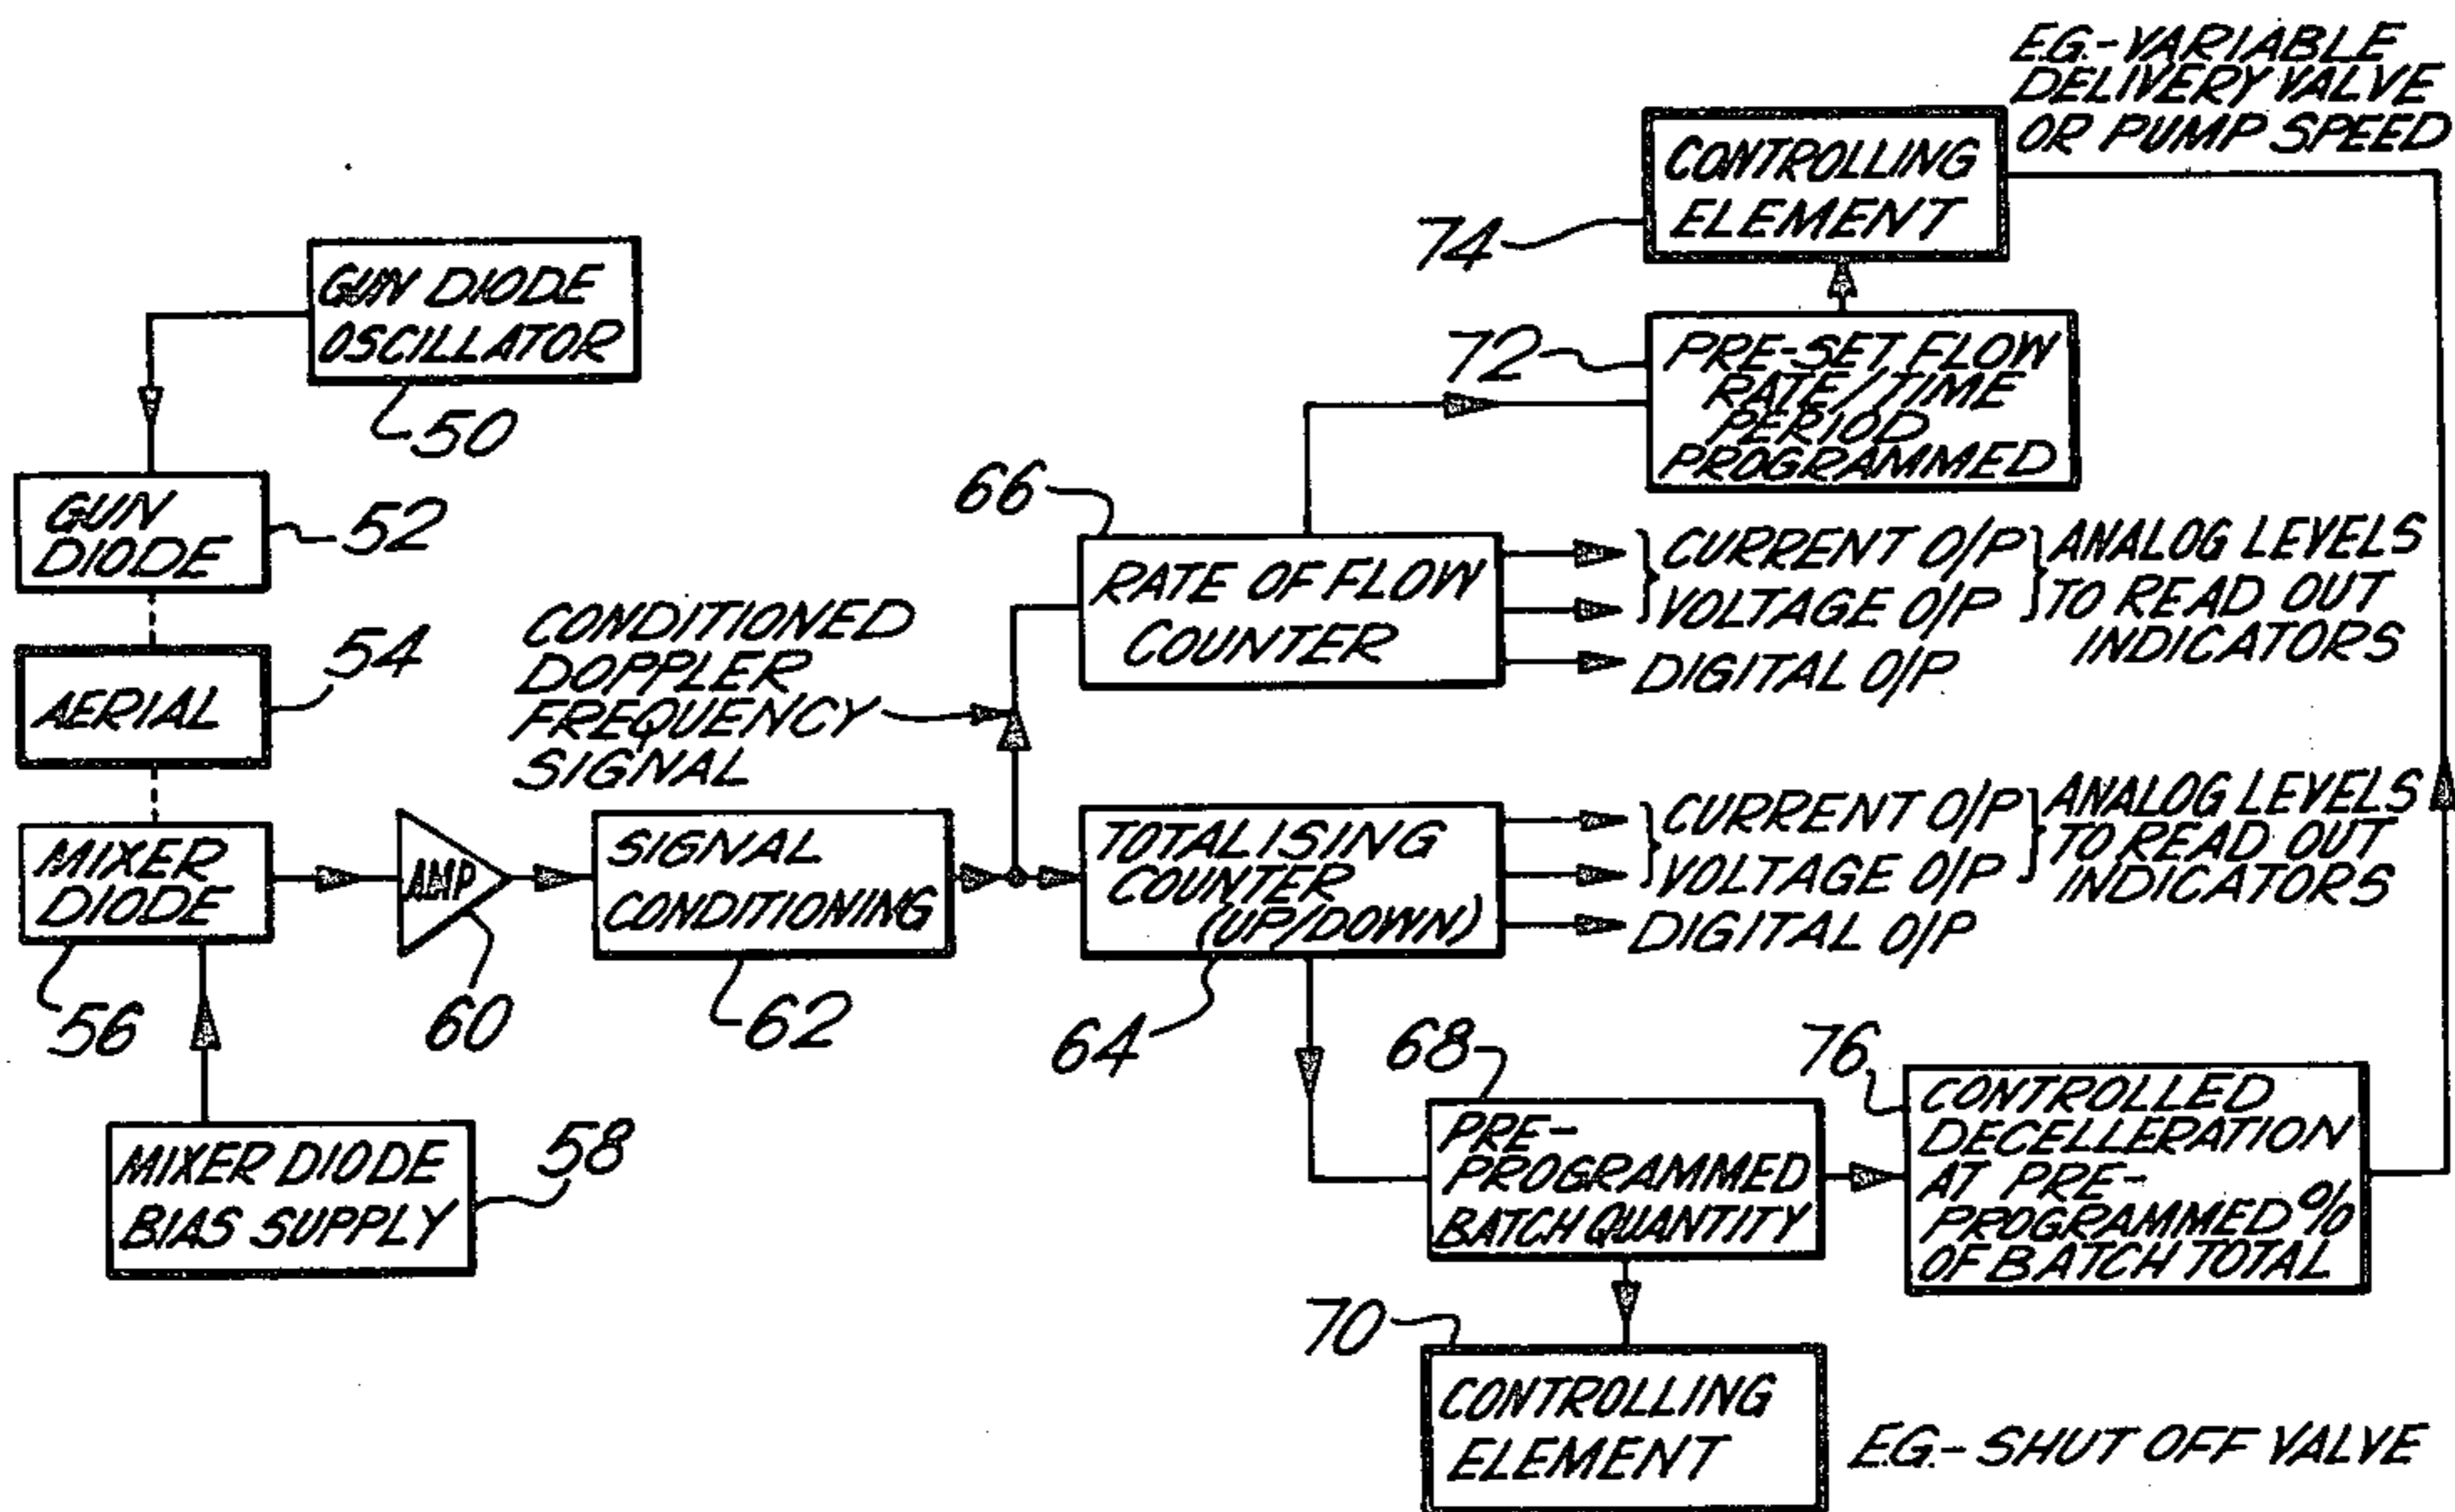 E.G.-VARIABLE
DELIVERY VALVE
OR PUMP SPEED
CONTROLLING
ELEMENT
74
GUN DIODE
OSCILLATOR
50
72
PRE-SET FLOW
RATE/TIME
PERIOD
PROGRAMMED
GUN
DIODE
52
66
RATE OF FLOW
COUNTER
CURRENT O/P
VOLTAGE O/P
DIGITAL O/P
ANALOG LEVELS
TO READ OUT
INDICATORS
AERIAL
54
CONDITIONED
DOPPLER
FREQUENCY
SIGNAL
MIXER
DIODE
56
AMP
60
SIGNAL
CONDITIONING
62
TOTALISING
COUNTER
(UP/DOWN)
64
CURRENT O/P
VOLTAGE O/P
DIGITAL O/P
ANALOG LEVELS
TO READ OUT
INDICATORS
MIXER DIODE
BIAS SUPPLY
58
68
PRE-
PROGRAMMED
BATCH QUANTITY
76
CONTROLLED
DECELLERATION
AT PRE-
PROGRAMMED %
OF BATCH TOTAL
70
CONTROLLING
ELEMENT
E.G.- SHUT OFF VALVE